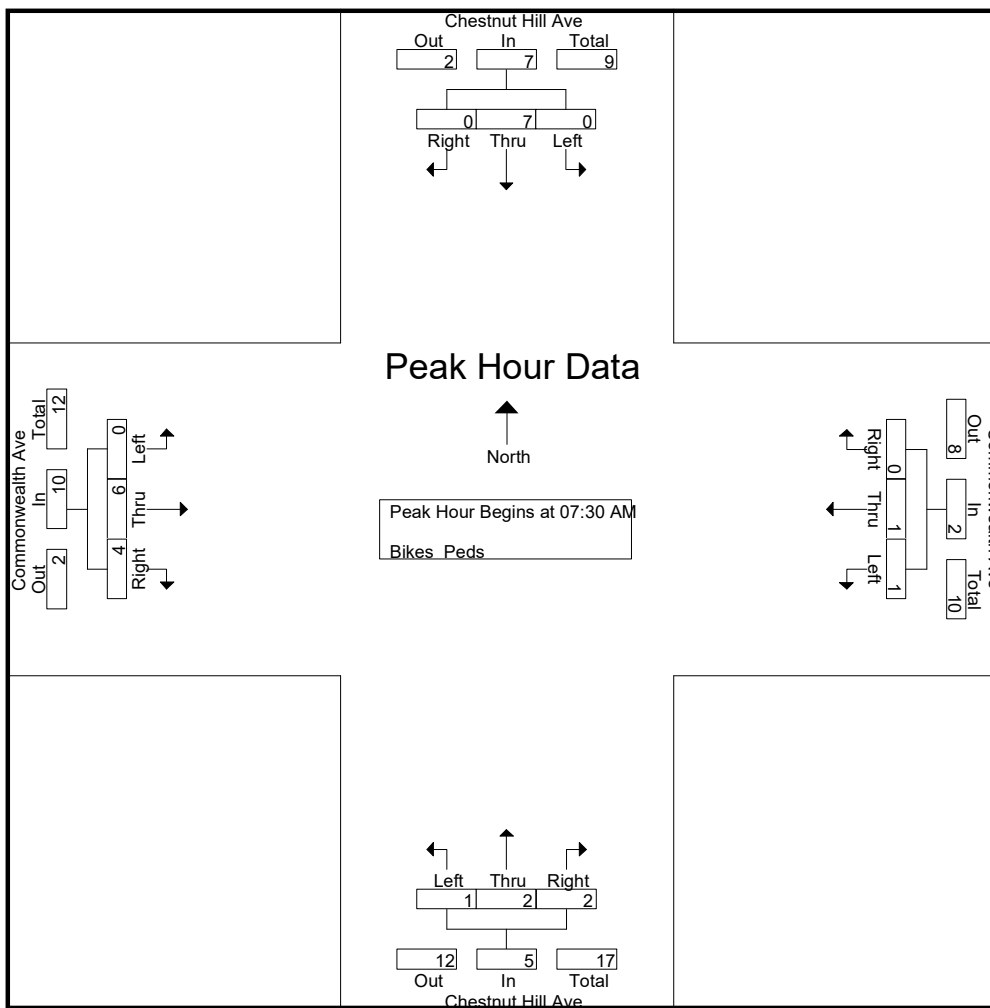 Chestnut Hill Ave
Out In Total
2 7 9
0 7 0
Right Thru Left
Peak Hour Data
North
Peak Hour Begins at 07:30 AM
Bikes Peds
Commonwealth Ave
Total In Out
12 10 2
0 6 4
Left Thru Right
Right Thru Left
0 1 1
Out In Total
8 2 10
Left Thru Right
1 2 2
12 5 17
Out In Total
Chestnut Hill Ave